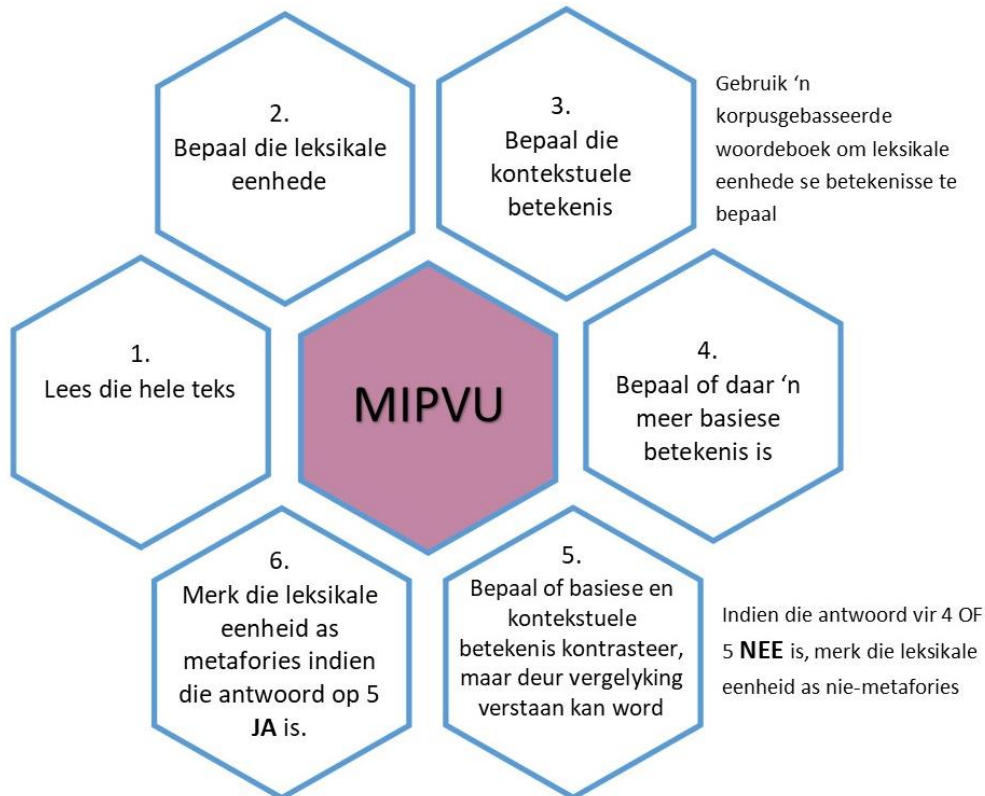 1.
Lees die hele teks
2.
Bepaal die leksikale
eenhede
3.
Bepaal die
kontekstuele
betekenis
Gebruik ‘n
korpusgebasseerde
woordeboek om leksikale
eenhede se betekenisse te
bepaal
MIPVU
4.
Bepaal of daar ‘n
meer basiese
betekenis is
5.
Bepaal of basiese en
kontekstuele
betekenis kontrasteer,
maar deur vergelyking
verstaan kan word
Indien die antwoord vir 4 OF
5 NEE is, merk die leksikale
eenheid as nie-metafories
6.
Merk die leksikale
eenheid as
metafories indien
die antwoord op 5
JA is.